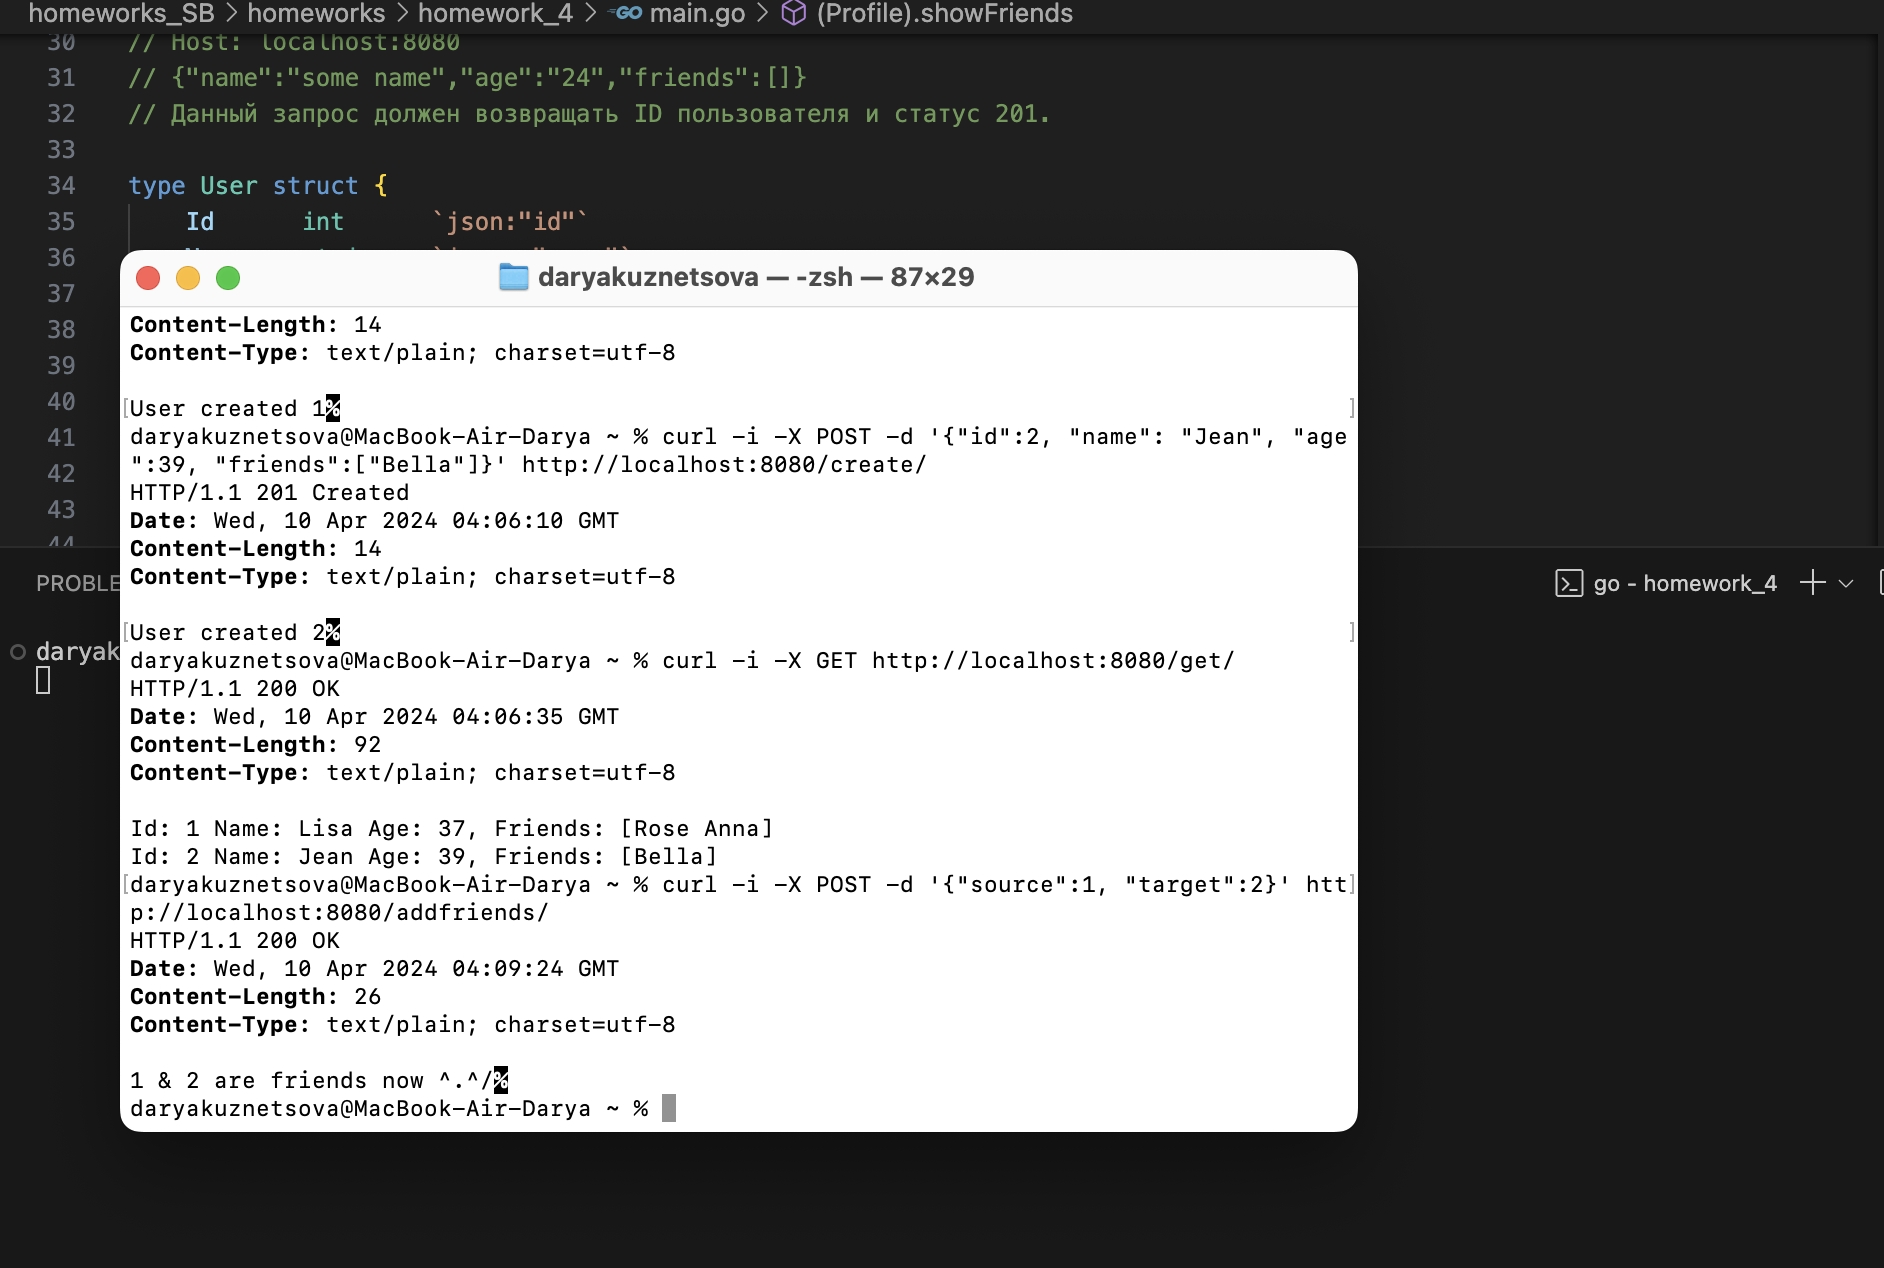 homeworks_SB > homeworks > homework_4 > GO main.go > (Profile).showFriends
30 // Host: localhost:8080
31 // {"name":"some name","age":"24","friends":[]}
32 // Данный запрос должен возвращать ID пользователя и статус 201.
33
34 type User struct {
35 Id int `json:"id"`
36
37
38
39
40
41
42
43
44
daryakuznetsova — -zsh — 87×29
Content-Length: 14
Content-Type: text/plain; charset=utf-8
[User created 1% ]
daryakuznetsova@MacBook-Air-Darya ~ % curl -i -X POST -d '{"id":2, "name": "Jean", "age
":39, "friends":["Bella"]}' http://localhost:8080/create/
HTTP/1.1 201 Created
Date: Wed, 10 Apr 2024 04:06:10 GMT
Content-Length: 14
Content-Type: text/plain; charset=utf-8
[User created 2% ]
daryakuznetsova@MacBook-Air-Darya ~ % curl -i -X GET http://localhost:8080/get/
HTTP/1.1 200 OK
Date: Wed, 10 Apr 2024 04:06:35 GMT
Content-Length: 92
Content-Type: text/plain; charset=utf-8
Id: 1 Name: Lisa Age: 37, Friends: [Rose Anna]
Id: 2 Name: Jean Age: 39, Friends: [Bella]
[daryakuznetsova@MacBook-Air-Darya ~ % curl -i -X POST -d '{"source":1, "target":2}' htt]
p://localhost:8080/addfriends/
HTTP/1.1 200 OK
Date: Wed, 10 Apr 2024 04:09:24 GMT
Content-Length: 26
Content-Type: text/plain; charset=utf-8
1 & 2 are friends now ^.^/%
daryakuznetsova@MacBook-Air-Darya ~ %
PROBLE
go - homework_4
daryak